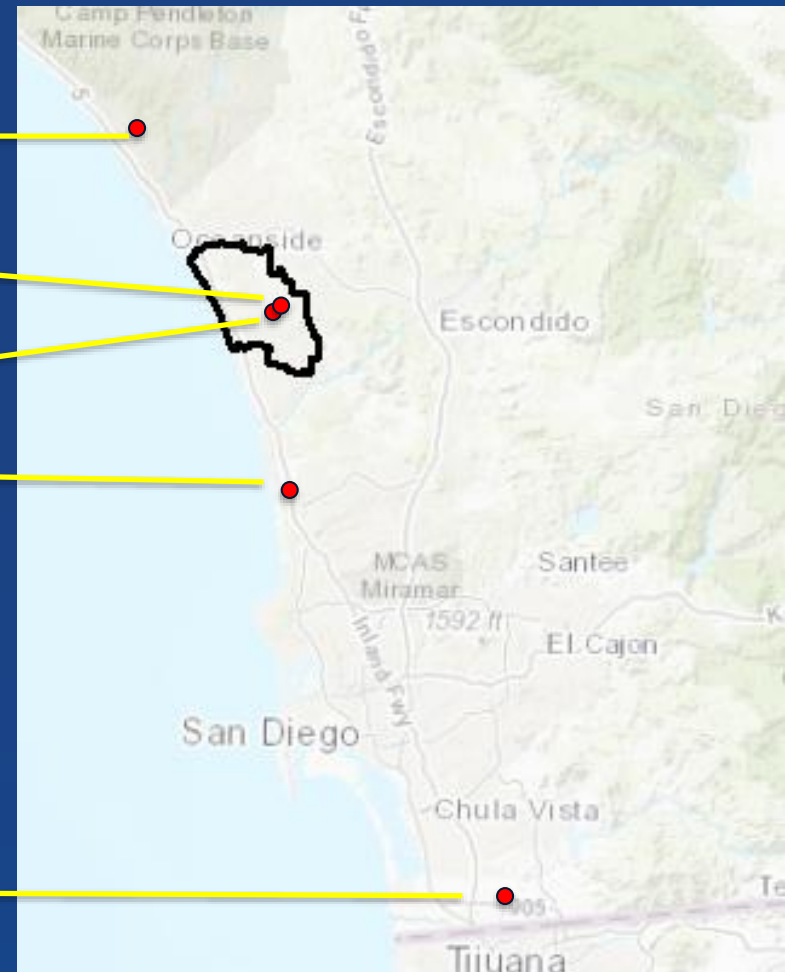 Camp Pendleton
Marine Corps Base
5
Escondido
Oceanside
Escondido
San Dieg
MCAS
Miramar
Santee
1592 ft
El Cajon
Inland Fwy
San Diego
Chula Vista
905
Te
Tijuana